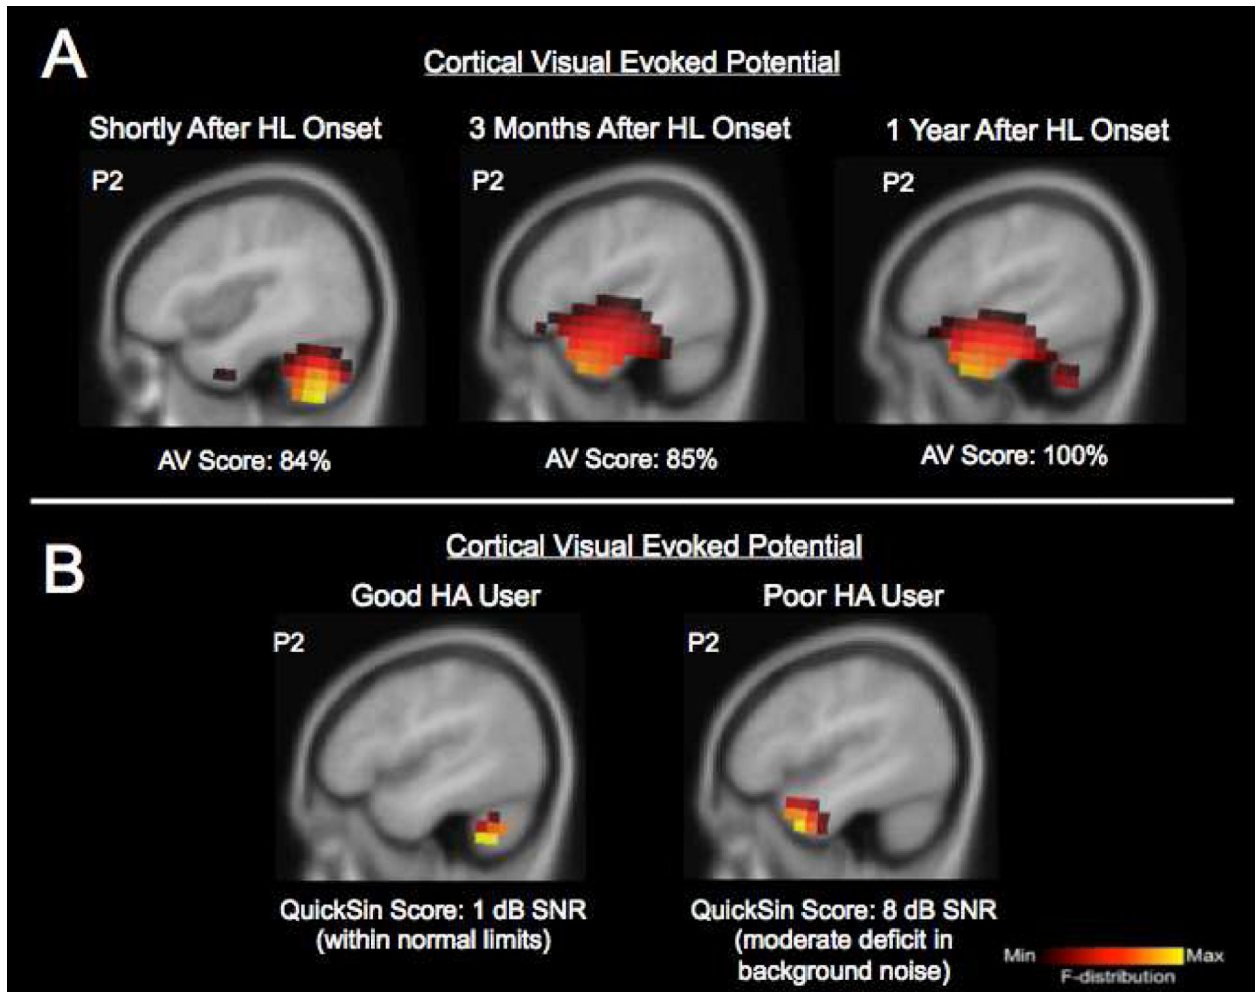 A
Cortical Visual Evoked Potential
Shortly After HL Onset
3 Months After HL Onset
1 Year After HL Onset
P2
P2
P2
AV Score: 84%
AV Score: 85%
AV Score: 100%
B
Cortical Visual Evoked Potential
Good HA User
Poor HA User
P2
P2
QuickSin Score: 1 dB SNR
(within normal limits)
QuickSin Score: 8 dB SNR
(moderate deficit in
background noise)
Min
Max
F-distribution